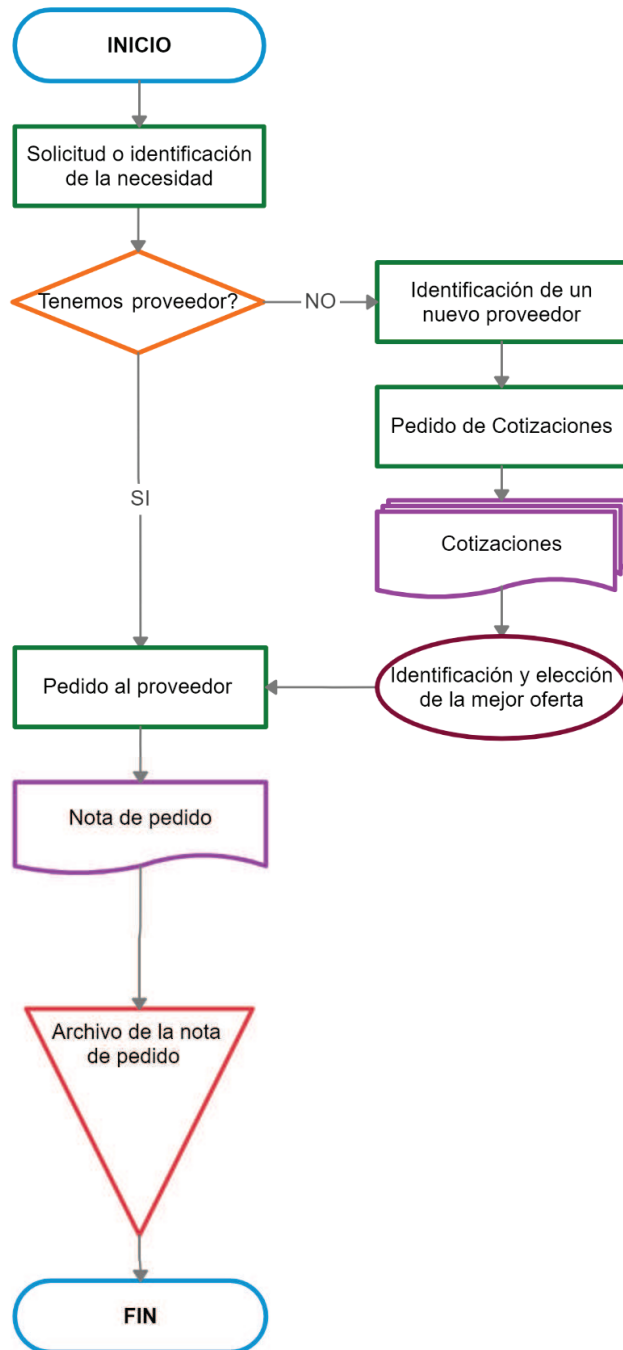 INICIO
Solicitud o identificación
de la necesidad
Tenemos proveedor?
NO
Identificación de un
nuevo proveedor
Pedido de Cotizaciones
SI
Cotizaciones
Identificación y elección
de la mejor oferta
Pedido al proveedor
Nota de pedido
Archivo de la nota
de pedido
FIN